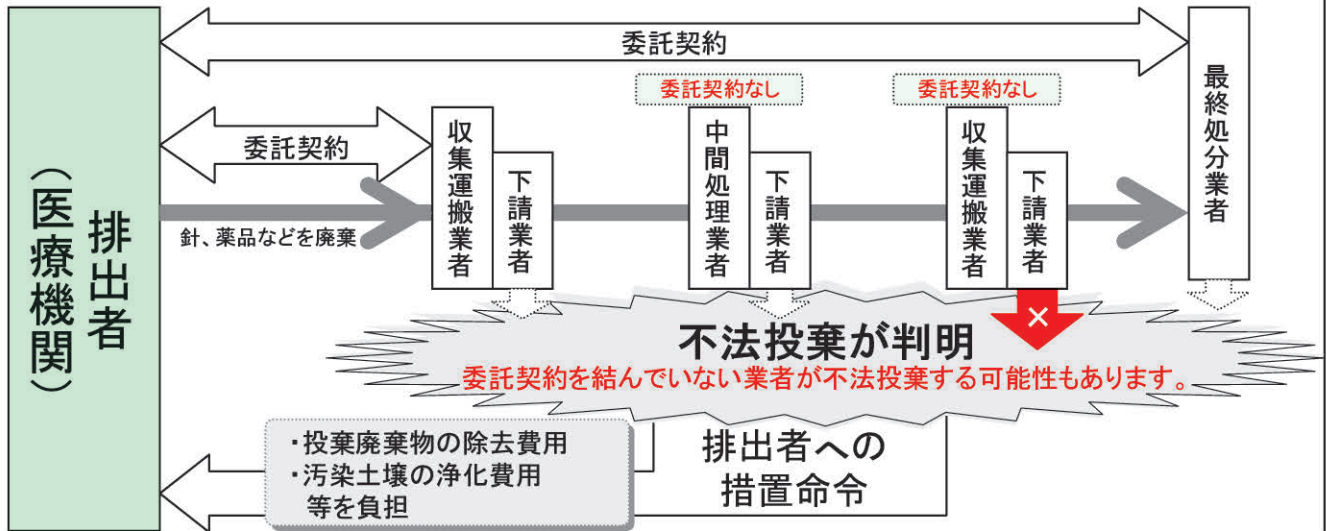 排出者
（医療機関）
委託契約
委託契約
針、薬品などを廃棄
収集運搬業者
下請業者
委託契約なし
中間処理業者
下請業者
委託契約なし
収集運搬業者
下請業者
最終処分業者
×
不法投棄が判明
委託契約を結んでいない業者が不法投棄する可能性もあります。
・投棄廃棄物の除去費用
・汚染土壌の浄化費用
等を負担
排出者への
措置命令